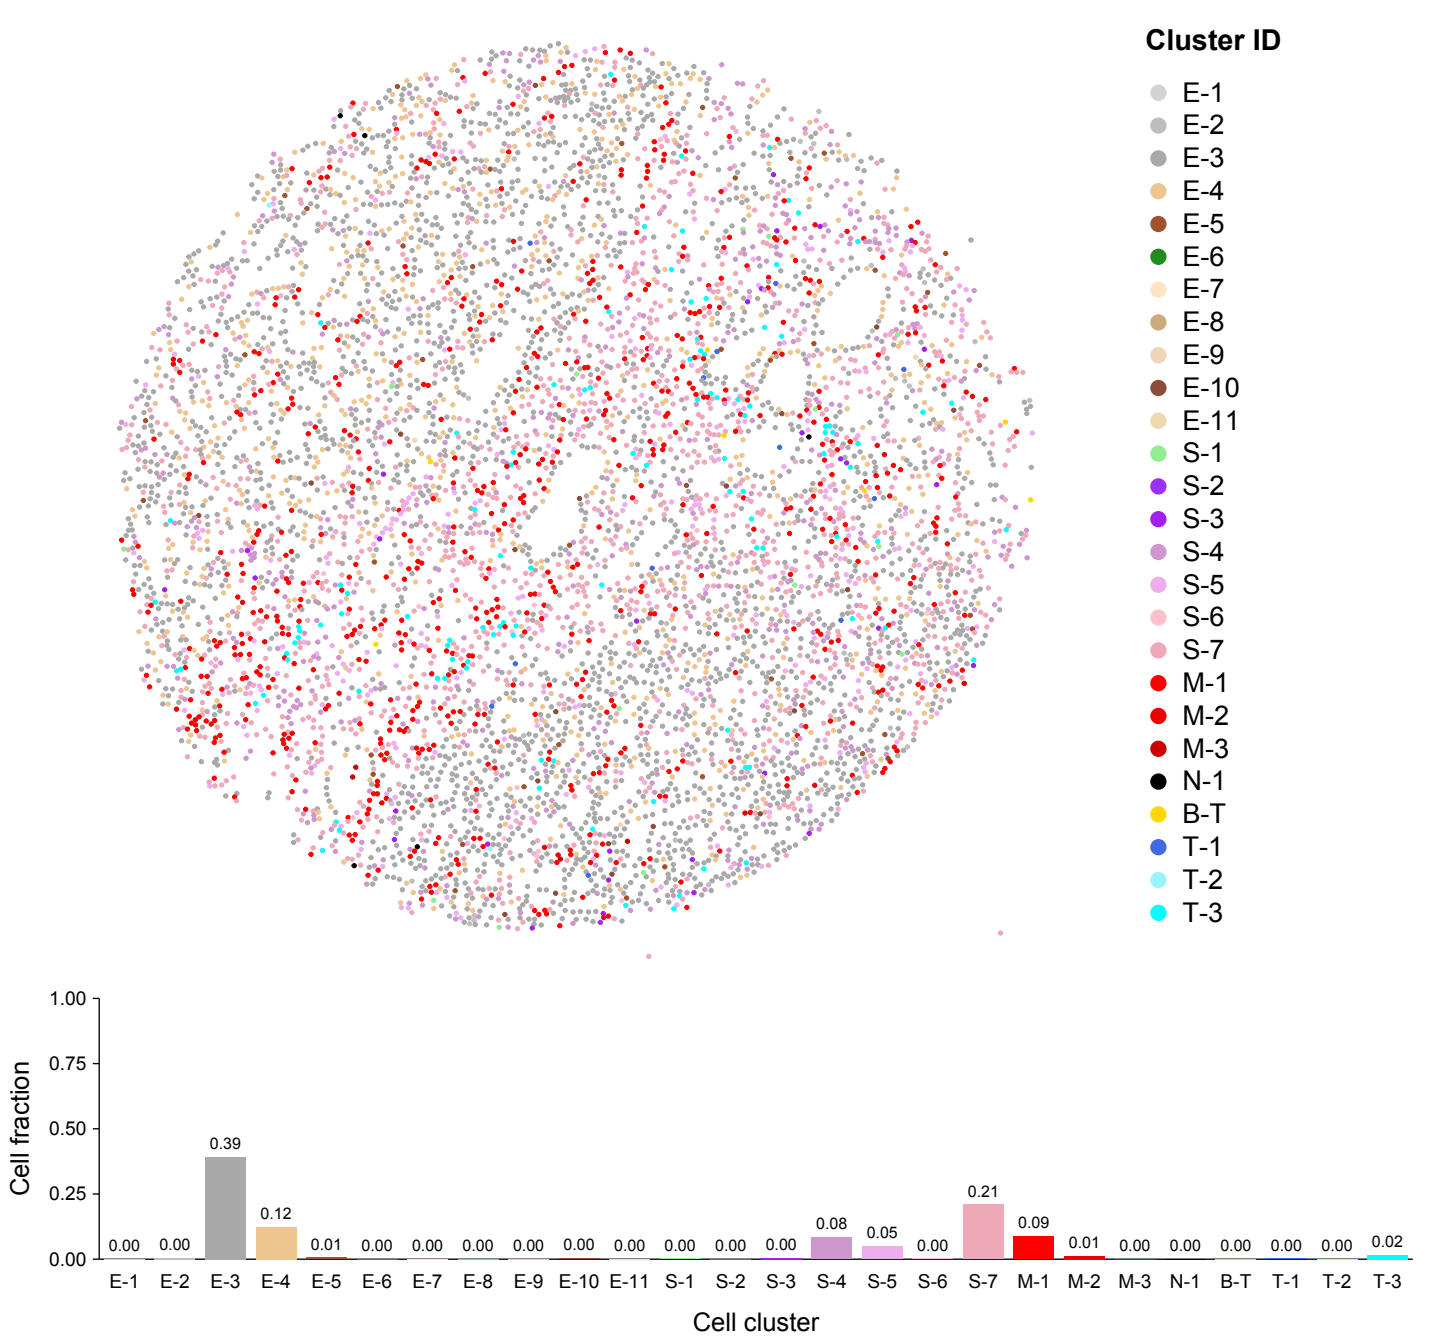 Cluster ID
E-1
E-2
E-3
E-4
E-5
E-6
E-7
E-8
E-9
E-10
E-11
S-1
S-2
S-3
S-4
S-5
S-6
S-7
M-1
M-2
M-3
N-1
B-T
T-1
T-2
T-3
Cell fraction
1.00
0.75
0.50
0.25
0.00
0.00 0.00 0.39 0.12 0.01 0.00 0.00 0.00 0.00 0.00 0.00 0.00 0.00 0.00 0.08 0.05 0.00 0.21 0.09 0.01 0.00 0.00 0.00 0.00 0.00 0.02
E-1 E-2 E-3 E-4 E-5 E-6 E-7 E-8 E-9 E-10 E-11 S-1 S-2 S-3 S-4 S-5 S-6 S-7 M-1 M-2 M-3 N-1 B-T T-1 T-2 T-3
Cell cluster